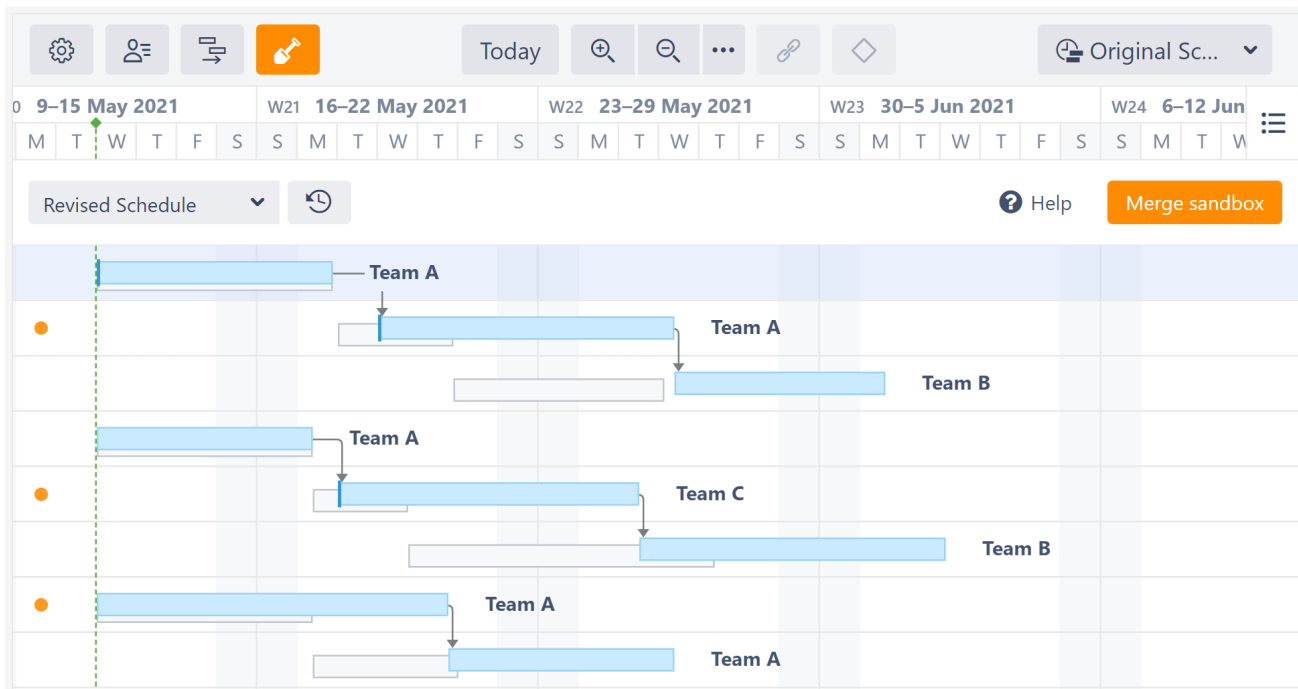 Today ••• Original Sc...
0 9–15 May 2021 W21 16–22 May 2021 W22 23–29 May 2021 W23 30–5 Jun 2021 W24 6–12 Jun
M T W T F S S M T W T F S S M T W T F S S M T W T F S S M T W
Revised Schedule Help Merge sandbox
Team A
Team A
Team B
Team A
Team C
Team B
Team A
Team A